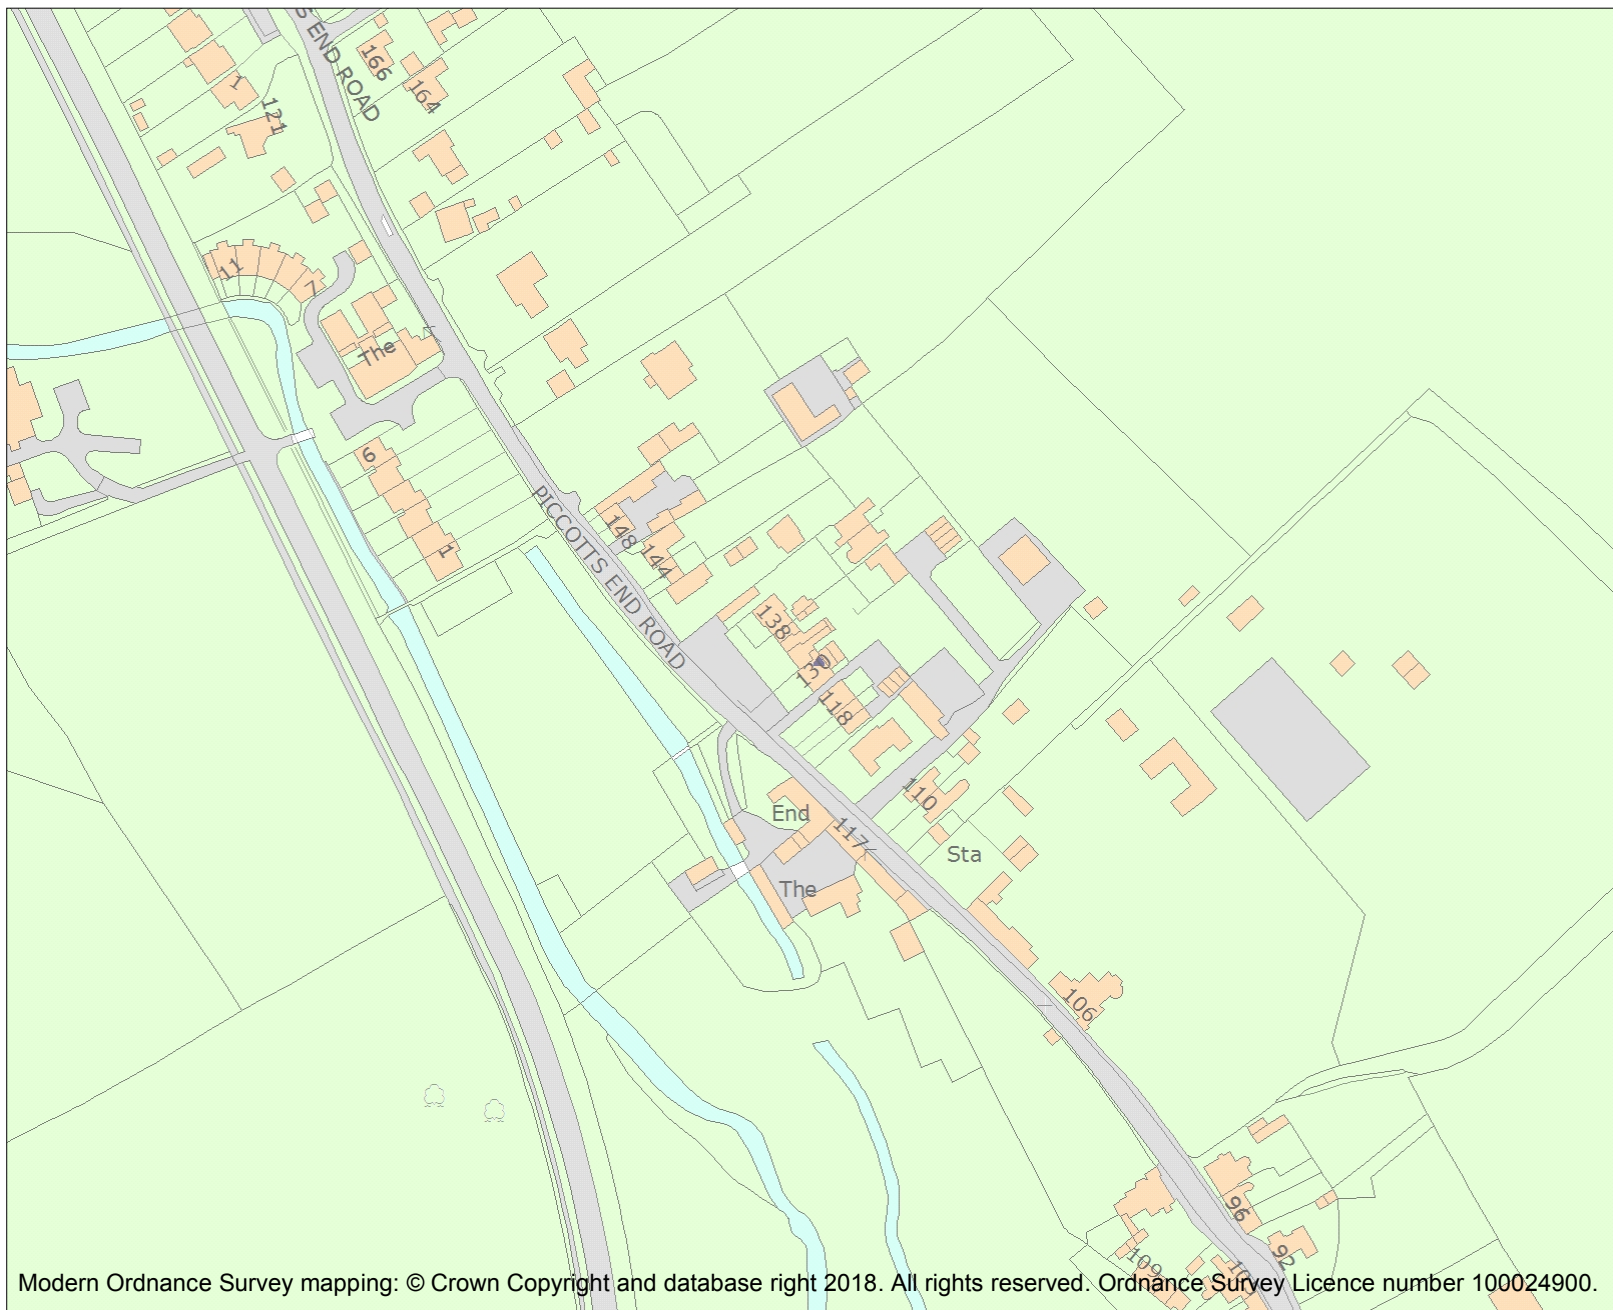 S END ROAD
166
164
1
121
11
7
The
6
1
PICCOTTS END ROAD
148
144
138
130
118
110
End
117
Sta
The
106
96
92
109
Modern Ordnance Survey mapping: © Crown Copyright and database right 2018. All rights reserved. Ordnance Survey Licence number 100024900.